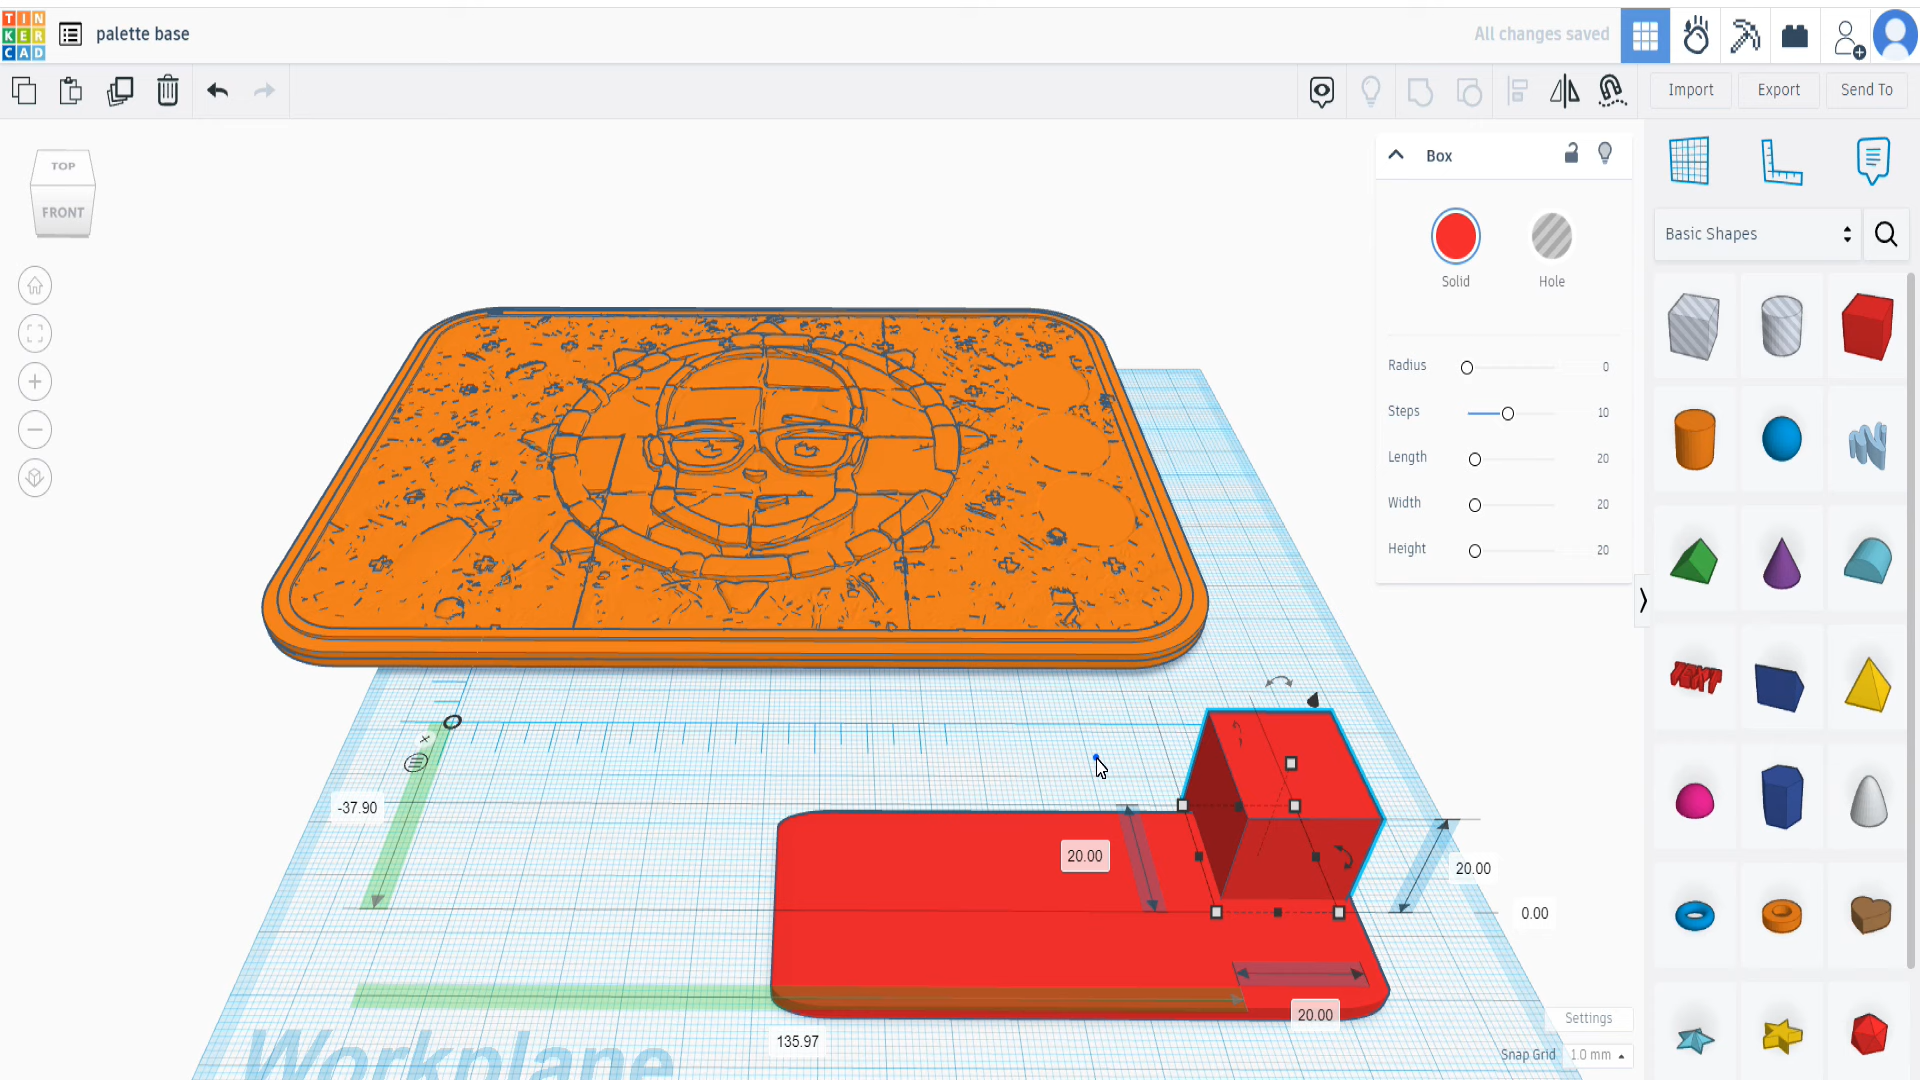 TIN
KER
CAD
palette base
All changes saved
Import
Export
Send To
TOP
FRONT
Box
Solid
Hole
Radius 0
Steps 10
Length 20
Width 20
Height 20
Basic Shapes
TEXT
-37.90
20.00
20.00
0.00
20.00
135.97
Workplane
Settings
Snap Grid 1.0 mm